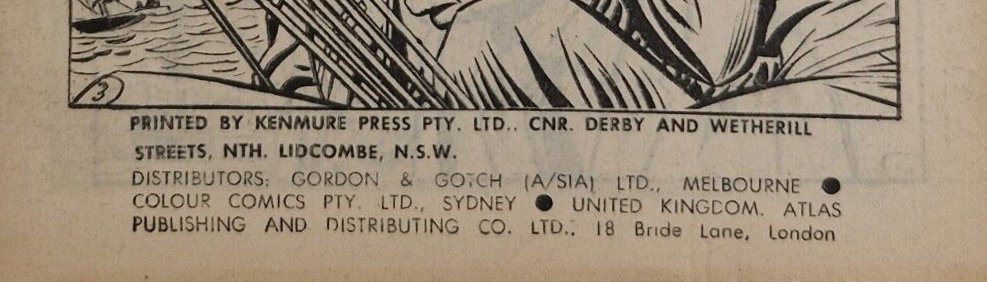 3
PRINTED BY KENMURE PRESS PTY. LTD., CNR. DERBY AND WETHERILL
STREETS, NTH. LIDCOMBE, N.S.W.
DISTRIBUTORS: GORDON & GOTCH (A/SIA) LTD., MELBOURNE ●
COLOUR COMICS PTY. LTD., SYDNEY ● UNITED KINGDOM. ATLAS
PUBLISHING AND DISTRIBUTING CO. LTD., 18 Bride Lane, London